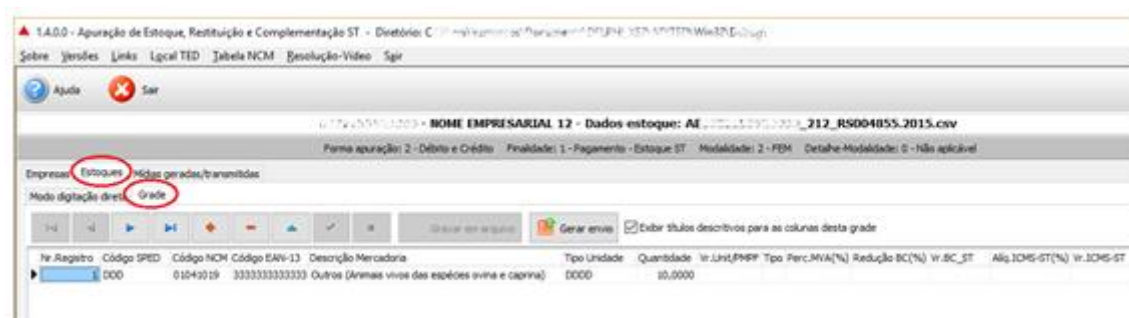 1.4.0.0 - Apuração de Estoque, Restituição e Complementação ST - Diretório: C
Sobre Versões Links Local TED Tabela NCM Resolução-Video Sair
Ajuda Sair
- NOME EMPRESARIAL 12 - Dados estoque: AE _212_RS004855.2015.csv
Forma apuração: 2 - Débito e Crédito Finalidade: 1 - Pagamento - Estoque ST Modalidade: 2 - PEM Detalhe-Modalidade: 0 - Não aplicável
Empresas Estoques Mídias geradas/transmitidas
Modo digitação direta Grade
Gravar em arquivo Gerar envio Exibir títulos descritivos para as colunas desta grade
Nr.Registro Código SPED Código NCM Código EAN-13 Descrição Mercadoria Tipo Unidade Quantidade Vr.Unit/PMPF Tipo Perc.MVA(%) Redução BC(%) Vr.BC_ST Aliq.ICMS-ST(%) Vr.ICMS-ST
1 DDD 01041019 3333333333333 Outros (Animais vivos das espécies ovina e caprina) DDDD 10,0000